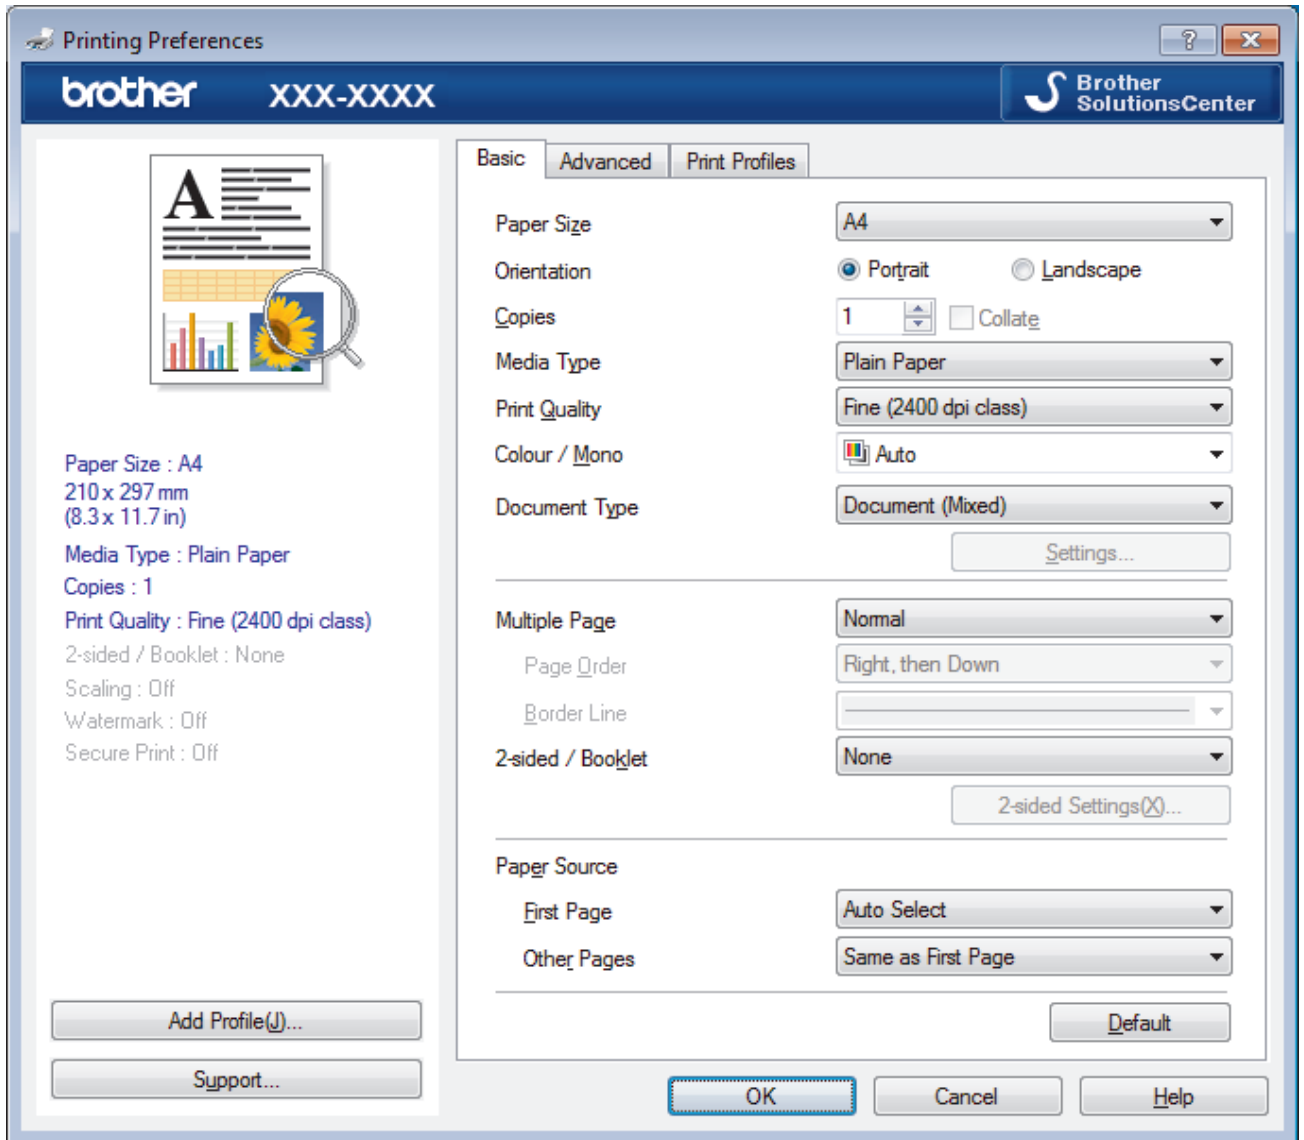 Printing Preferences
brother XXX-XXXX
Brother
SolutionsCenter
A
Paper Size : A4
210 x 297 mm
(8.3 x 11.7 in)
Media Type : Plain Paper
Copies : 1
Print Quality : Fine (2400 dpi class)
2-sided / Booklet : None
Scaling : Off
Watermark : Off
Secure Print : Off
Add Profile(J)...
Support...
Basic Advanced Print Profiles
Paper Size A4
Orientation Portrait Landscape
Copies 1 Collate
Media Type Plain Paper
Print Quality Fine (2400 dpi class)
Colour / Mono Auto
Document Type Document (Mixed)
Settings...
Multiple Page Normal
Page Order Right, then Down
Border Line
2-sided / Booklet None
2-sided Settings(X)...
Paper Source
First Page Auto Select
Other Pages Same as First Page
Default
OK Cancel Help